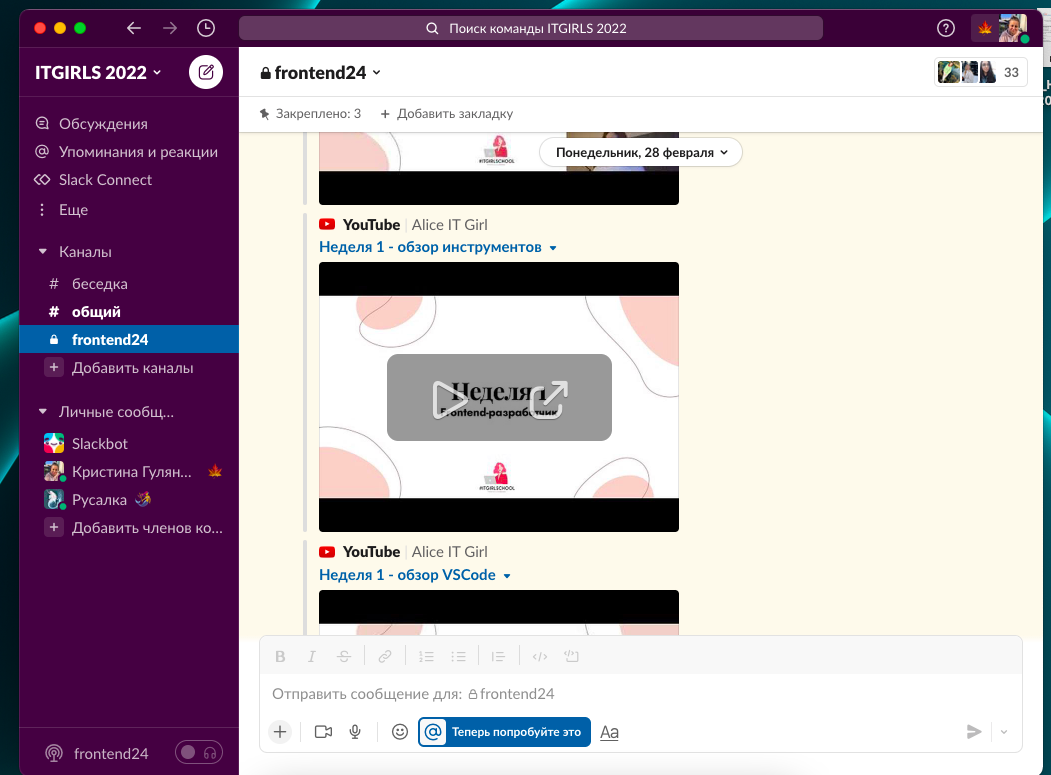 Поиск команды ITGIRLS 2022
ITGIRLS 2022
frontend24
33
Закреплено: 3
Добавить закладку
Обсуждения
Упоминания и реакции
Slack Connect
Еще
Каналы
# беседка
# общий
frontend24
Добавить каналы
Личные сообщ...
Slackbot
Кристина Гулян...
Русалка
Добавить членов ко...
frontend24
#ITGIRLSCHOOL
Понедельник, 28 февраля
YouTube | Alice IT Girl
Неделя 1 - обзор инструментов
Неделя 1
Frontend-разработчик
#ITGIRLSCHOOL
YouTube | Alice IT Girl
Неделя 1 - обзор VSCode
B I S
Отправить сообщение для: frontend24
@ Теперь попробуйте это
Aa